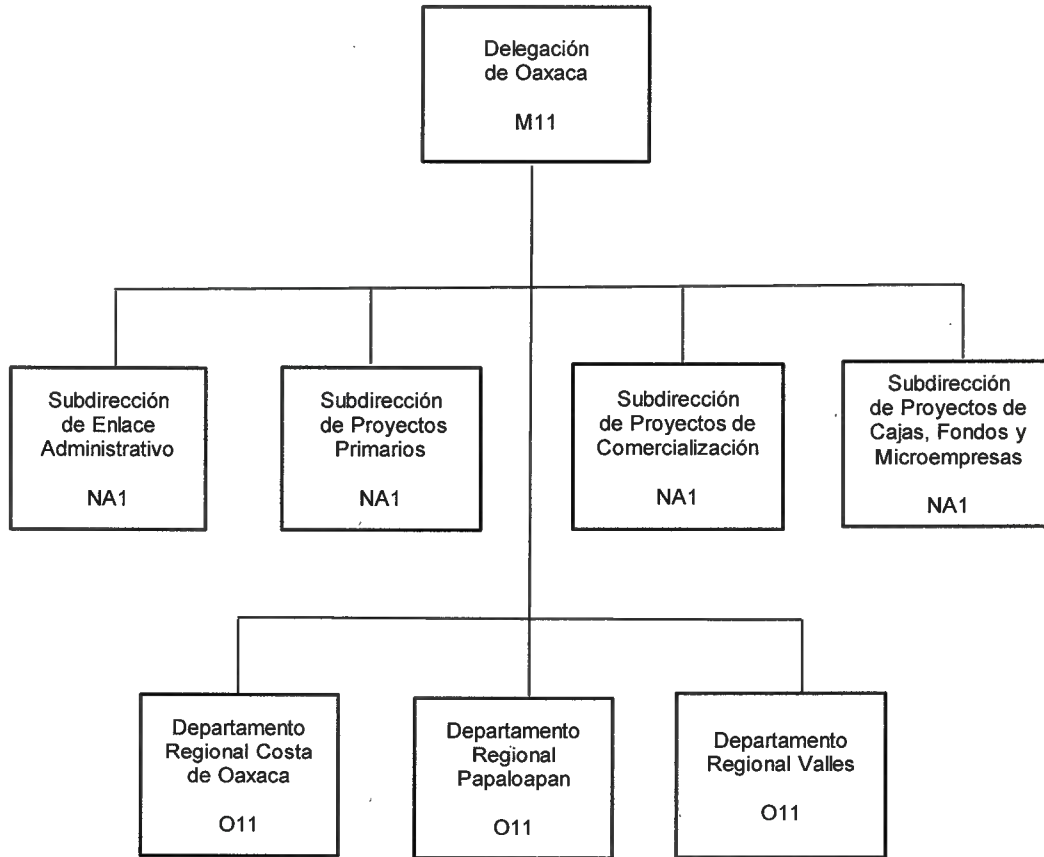 Delegación
de Oaxaca
M11
Subdirección
de Enlace
Administrativo
NA1
Subdirección
de Proyectos
Primarios
NA1
Subdirección
de Proyectos de
Comercialización
NA1
Subdirección
de Proyectos de
Cajas, Fondos y
Microempresas
NA1
Departamento
Regional Costa
de Oaxaca
O11
Departamento
Regional
Papaloapan
O11
Departamento
Regional Valles
O11